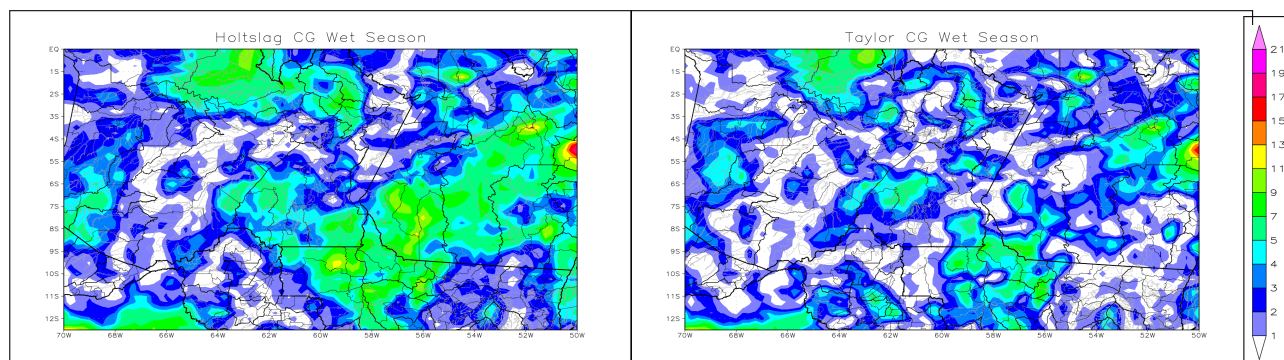 Holtslag CG Wet Season
EQ
1S
2S
3S
4S
5S
6S
7S
8S
9S
10S
11S
12S
70W 68W 66W 64W 62W 60W 58W 56W 54W 52W 50W
Taylor CG Wet Season
EQ
1S
2S
3S
4S
5S
6S
7S
8S
9S
10S
11S
12S
70W 68W 66W 64W 62W 60W 58W 56W 54W 52W 50W
21
19
17
15
13
11
9
7
5
4
3
2
1